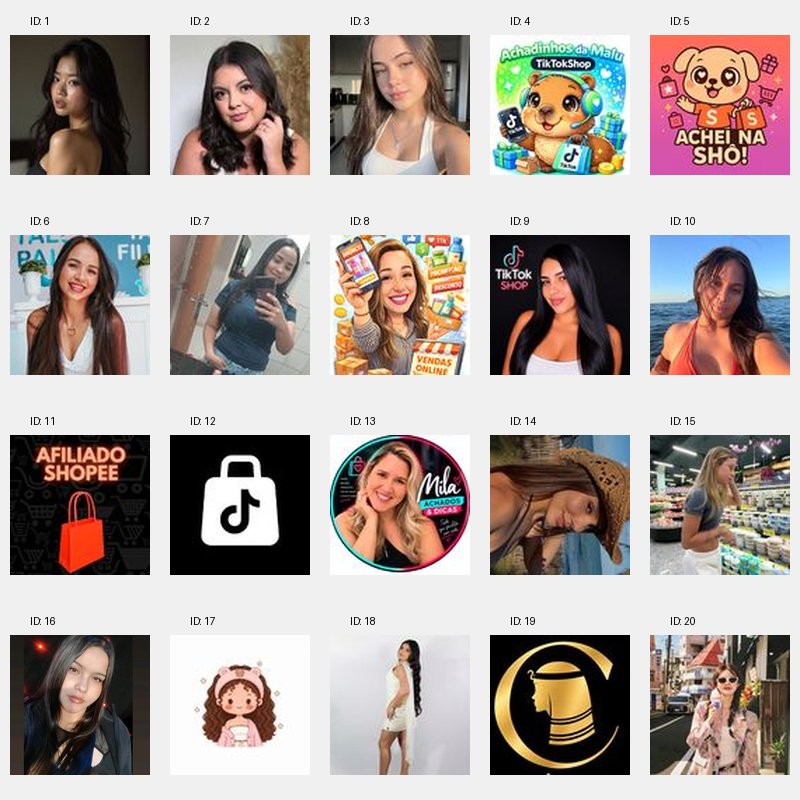 ID: 1
ID: 2
ID: 3
ID: 4
ID: 5
Achadinhos da Malu
TikTokShop
TikTok
TikTok
S S
ACHEI NA
SHÔ!
ID: 6
ID: 7
ID: 8
ID: 9
ID: 10
FIL
PROMOÇÃO
DESCONTO
VENDAS
ONLINE
TikTok
SHOP
ID: 11
ID: 12
ID: 13
ID: 14
ID: 15
AFILIADO
SHOPEE
Mila
ACHADOS
& DICAS
ID: 16
ID: 17
ID: 18
ID: 19
ID: 20